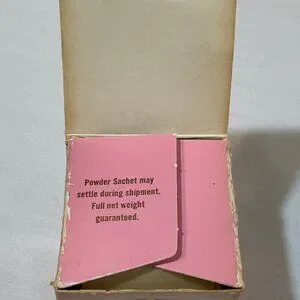 Powder Sachet may
settle during shipment.
Full net weight
guaranteed.